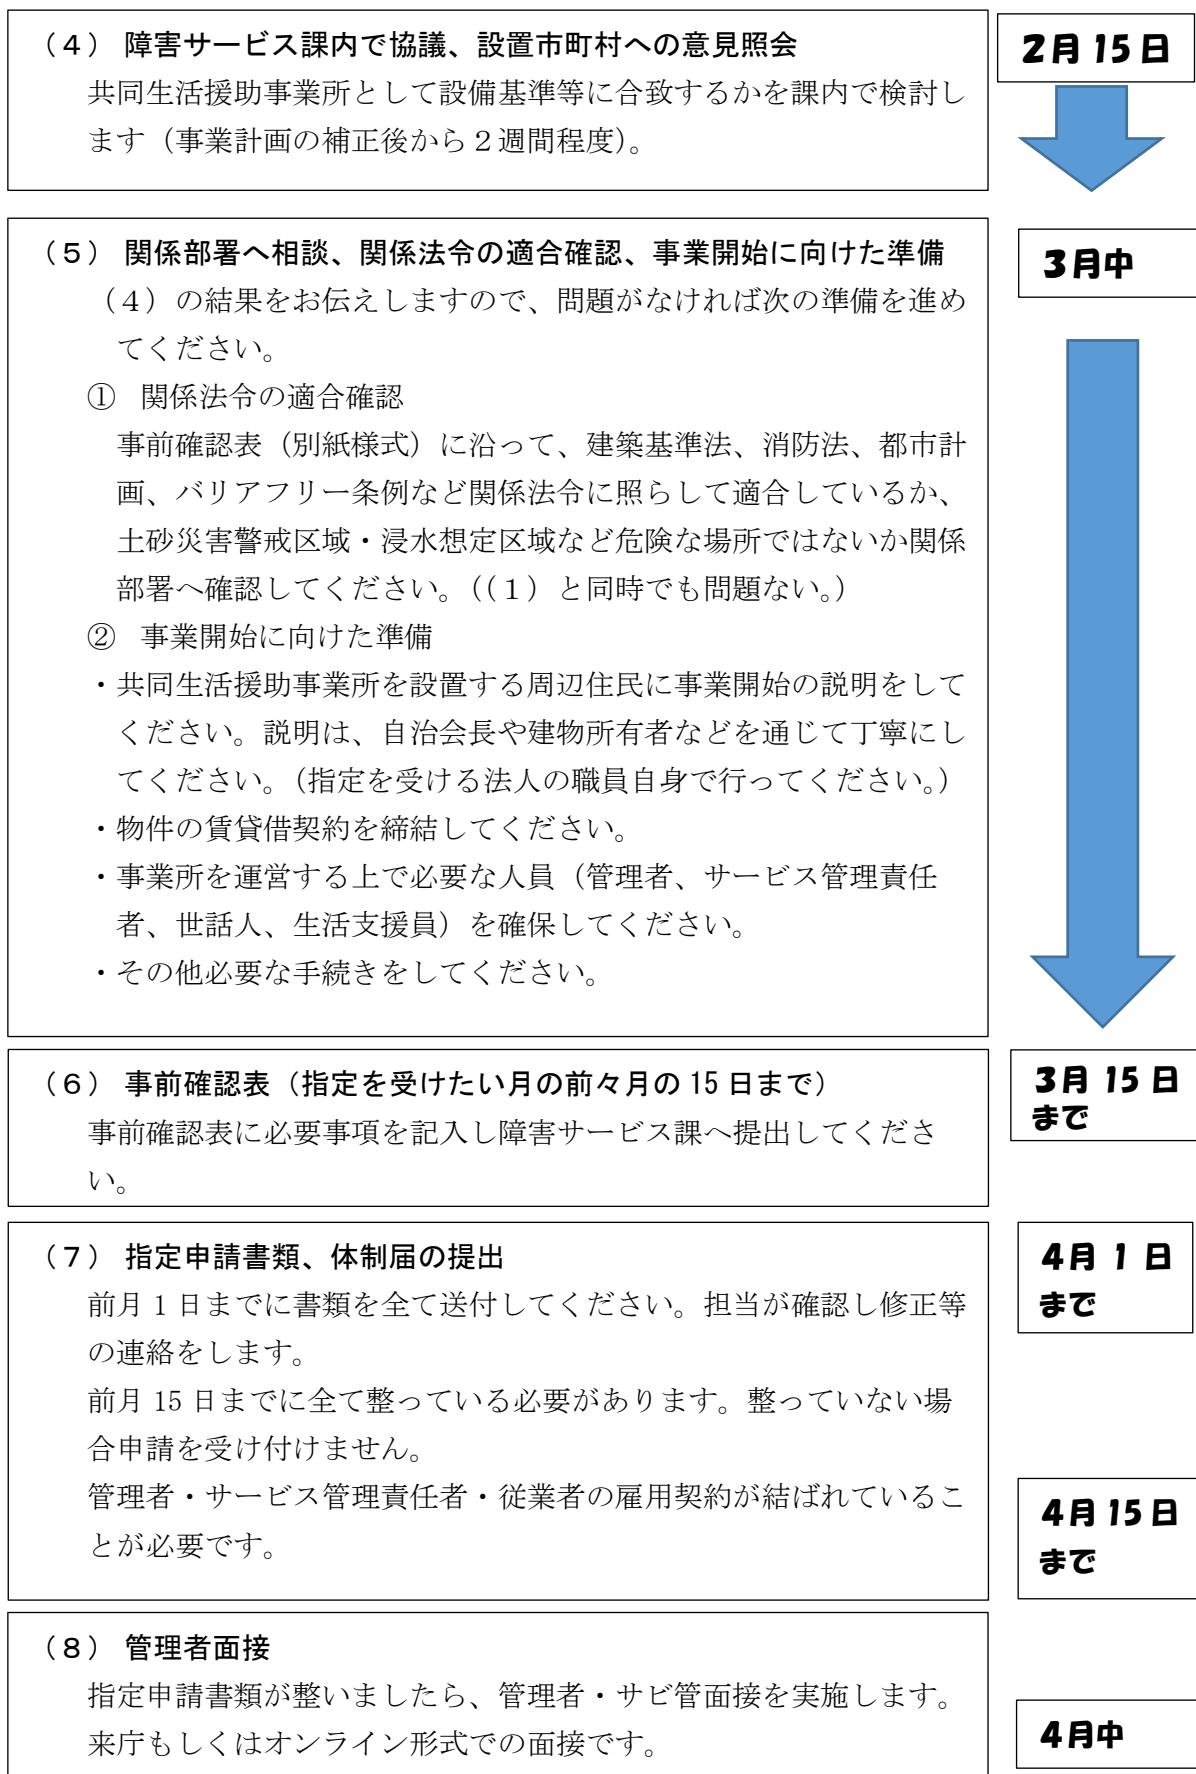 （４） 障害サービス課内で協議、設置市町村への意見照会
共同生活援助事業所として設備基準等に合致するかを課内で検討し
ます（事業計画の補正後から２週間程度）。
2月15日
（５） 関係部署へ相談、関係法令の適合確認、事業開始に向けた準備
（４）の結果をお伝えしますので、問題がなければ次の準備を進め
てください。
① 関係法令の適合確認
事前確認表（別紙様式）に沿って、建築基準法、消防法、都市計
画、バリアフリー条例など関係法令に照らして適合しているか、
土砂災害警戒区域・浸水想定区域など危険な場所ではないか関係
部署へ確認してください。（（１）と同時でも問題ない。）
② 事業開始に向けた準備
・共同生活援助事業所を設置する周辺住民に事業開始の説明をして
ください。説明は、自治会長や建物所有者などを通じて丁寧にし
てください。（指定を受ける法人の職員自身で行ってください。）
・物件の賃貸借契約を締結してください。
・事業所を運営する上で必要な人員（管理者、サービス管理責任
者、世話人、生活支援員）を確保してください。
・その他必要な手続きをしてください。
3月中
（６） 事前確認表（指定を受けたい月の前々月の 15 日まで）
事前確認表に必要事項を記入し障害サービス課へ提出してくださ
い。
3月 15 日
まで
（７） 指定申請書類、体制届の提出
前月 1 日までに書類を全て送付してください。担当が確認し修正等
の連絡をします。
前月 15 日までに全て整っている必要があります。整っていない場
合申請を受け付けません。
管理者・サービス管理責任者・従業者の雇用契約が結ばれているこ
とが必要です。
4月 1 日
まで
4月 15 日
まで
（８） 管理者面接
指定申請書類が整いましたら、管理者・サビ管面接を実施します。
来庁もしくはオンライン形式での面接です。
4月中